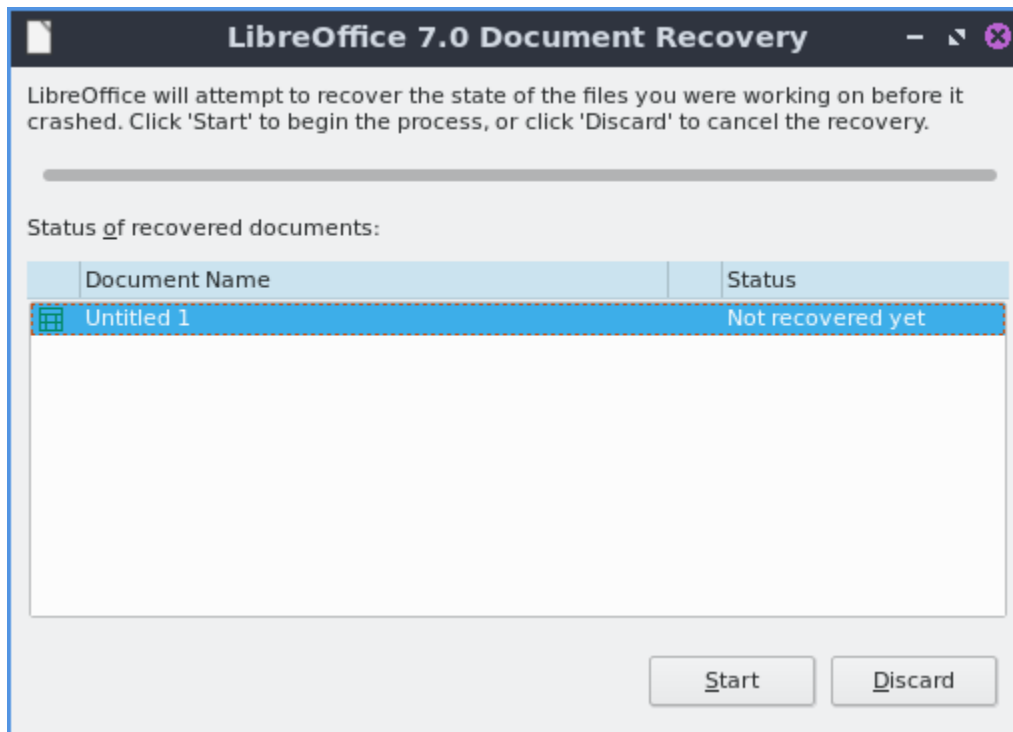 LibreOffice 7.0 Document Recovery
LibreOffice will attempt to recover the state of the files you were working on before it
crashed. Click 'Start' to begin the process, or click 'Discard' to cancel the recovery.
Status of recovered documents:
Document Name Status
Untitled 1 Not recovered yet
Start Discard